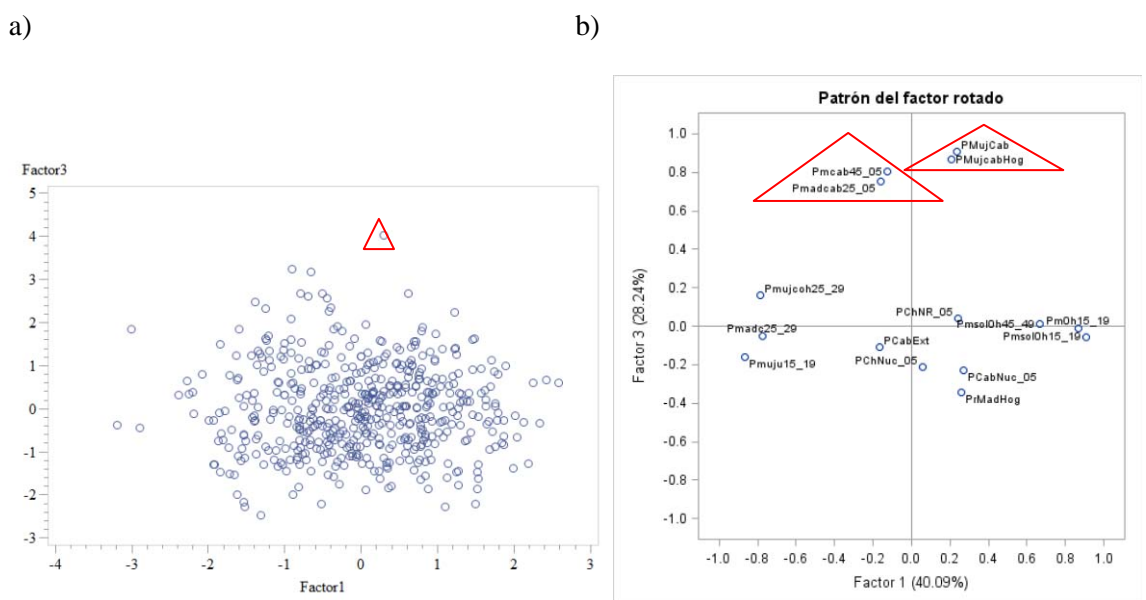 a)
b)
Factor3
5
4
3
2
1
0
-1
-2
-3
-4 -3 -2 -1 0 1 2 3
Factor1
Patrón del factor rotado
1.0
0.8
0.6
0.4
0.2
0.0
-0.2
-0.4
-0.6
-0.8
-1.0
Factor 3 (28.24%)
PMujCab
PMujcabHog
Pmcab45_05
Pmadcab25_05
Pmujcoh25_29
PChNR_05
Pmsol0h45_49
Pm0h15_19
Pmadc25_29
Pmsol0h15_19
PCabExt
Pmuju15_19
PChNuc_05
PCabNuc_05
PrMadHog
-1.0 -0.8 -0.6 -0.4 -0.2 0.0 0.2 0.4 0.6 0.8 1.0
Factor 1 (40.09%)